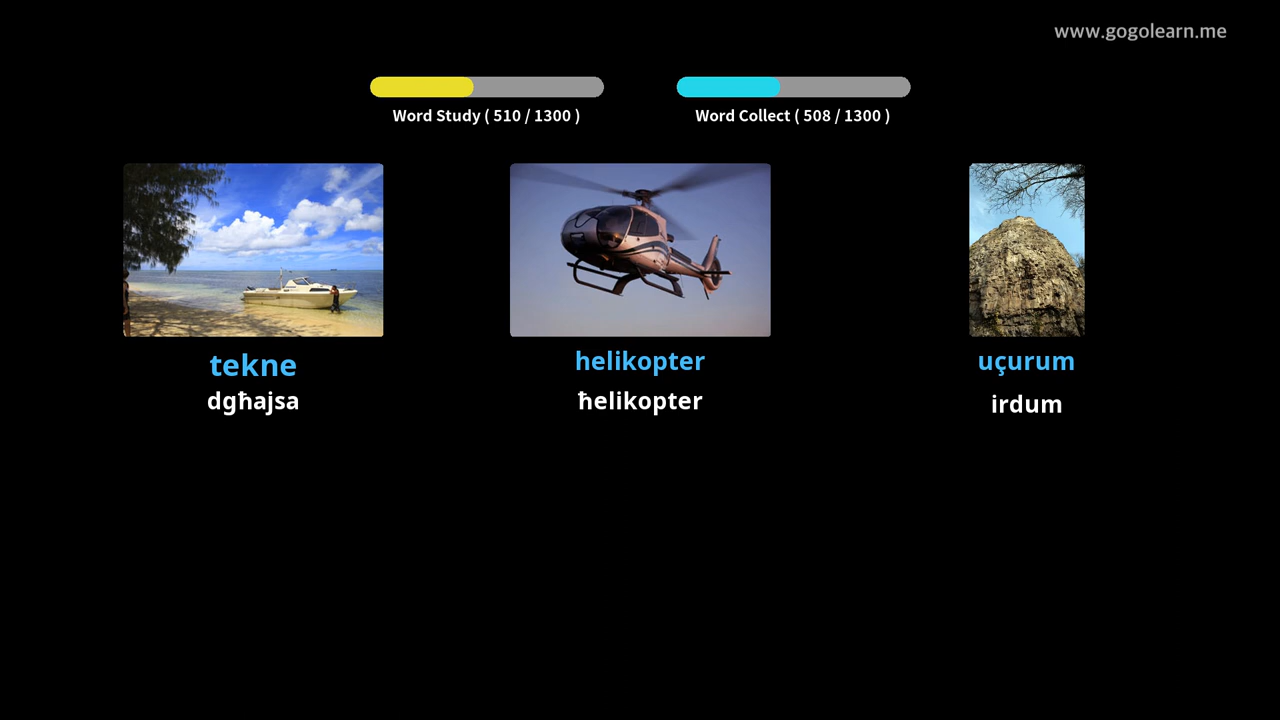 www.gogolearn.me
Word Study ( 510 / 1300 )
Word Collect ( 508 / 1300 )
tekne
dgħajsa
helikopter
ħelikopter
uçurum
irdum